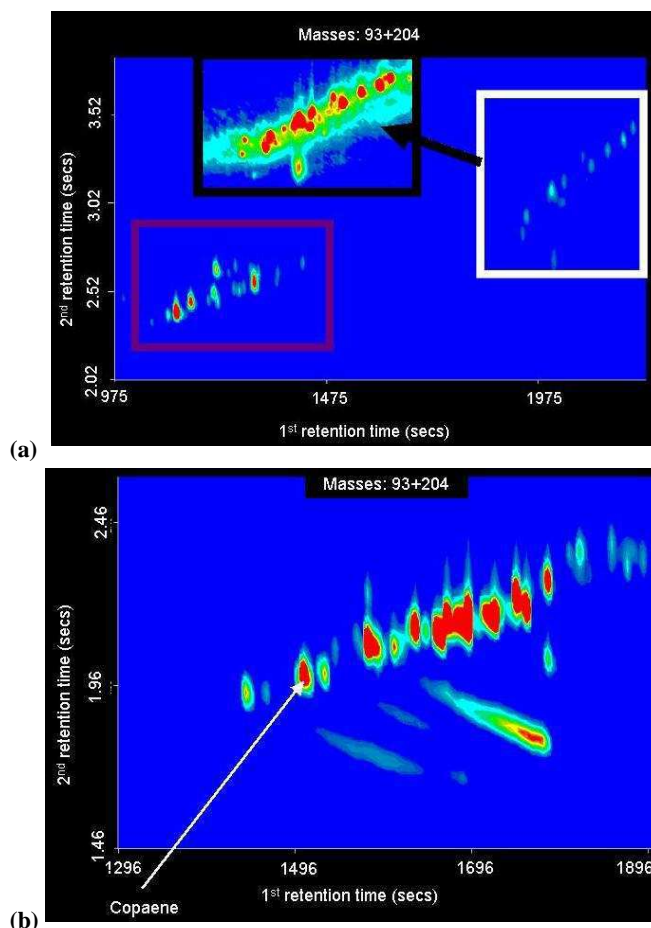 Masses: 93+204
2nd retention time (secs)
3.52
3.02
2.52
2.02
975
1475
1975
1st retention time (secs)
(a)
Masses: 93+204
2nd retention time (secs)
2.46
1.96
1.46
1296
1496
1696
1896
1st retention time (secs)
Copaene
(b)